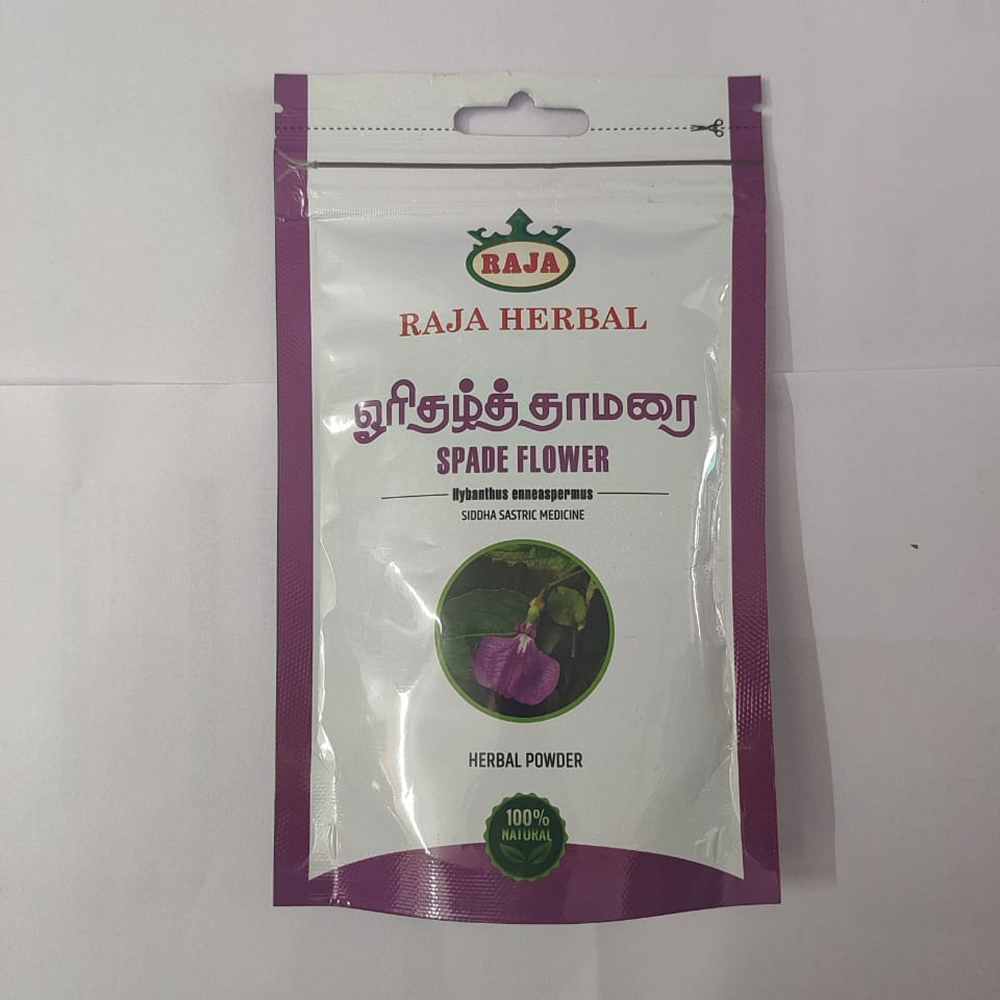 RAJA
RAJA HERBAL
ஓரிதழ்த் தாமரை
SPADE FLOWER
Hybanthus enneaspermus
SIDDHA SASTRIC MEDICINE
HERBAL POWDER
100%
NATURAL